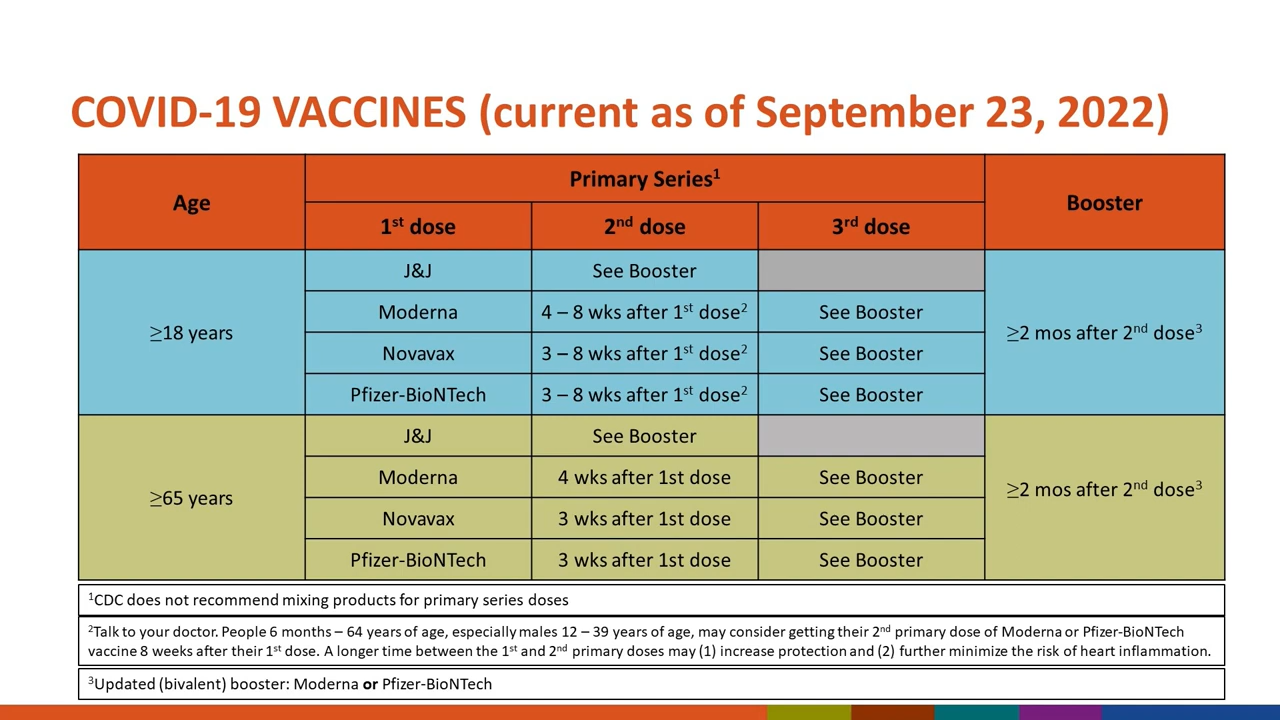 COVID-19 VACCINES (current as of September 23, 2022)
Age
Primary Series¹
Booster
1st dose
2nd dose
3rd dose
≥18 years
J&J
See Booster
≥2 mos after 2nd dose³
Moderna
4 – 8 wks after 1st dose²
See Booster
Novavax
3 – 8 wks after 1st dose²
See Booster
Pfizer-BioNTech
3 – 8 wks after 1st dose²
See Booster
≥65 years
J&J
See Booster
≥2 mos after 2nd dose³
Moderna
4 wks after 1st dose
See Booster
Novavax
3 wks after 1st dose
See Booster
Pfizer-BioNTech
3 wks after 1st dose
See Booster
¹CDC does not recommend mixing products for primary series doses
²Talk to your doctor. People 6 months – 64 years of age, especially males 12 – 39 years of age, may consider getting their 2nd primary dose of Moderna or Pfizer-BioNTech
vaccine 8 weeks after their 1st dose. A longer time between the 1st and 2nd primary doses may (1) increase protection and (2) further minimize the risk of heart inflammation.
³Updated (bivalent) booster: Moderna or Pfizer-BioNTech